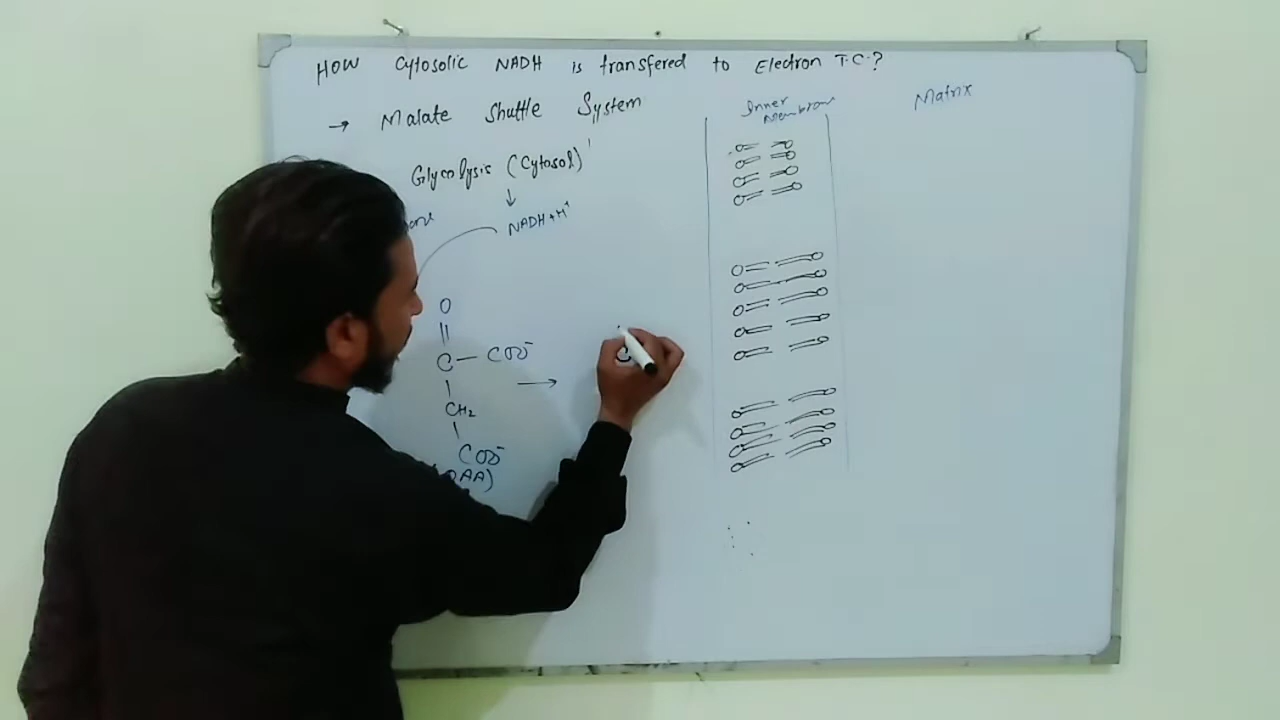 HOW Cytosolic NADH is transfered to Electron T.C.?
→ Malate Shuttle System
Inner
Membrane
Matrix
Glycolysis (Cytosol)
↓
NADH+H⁺
O
||
C — COO⁻
|
CH₂
|
COO⁻
OAA)
→
C